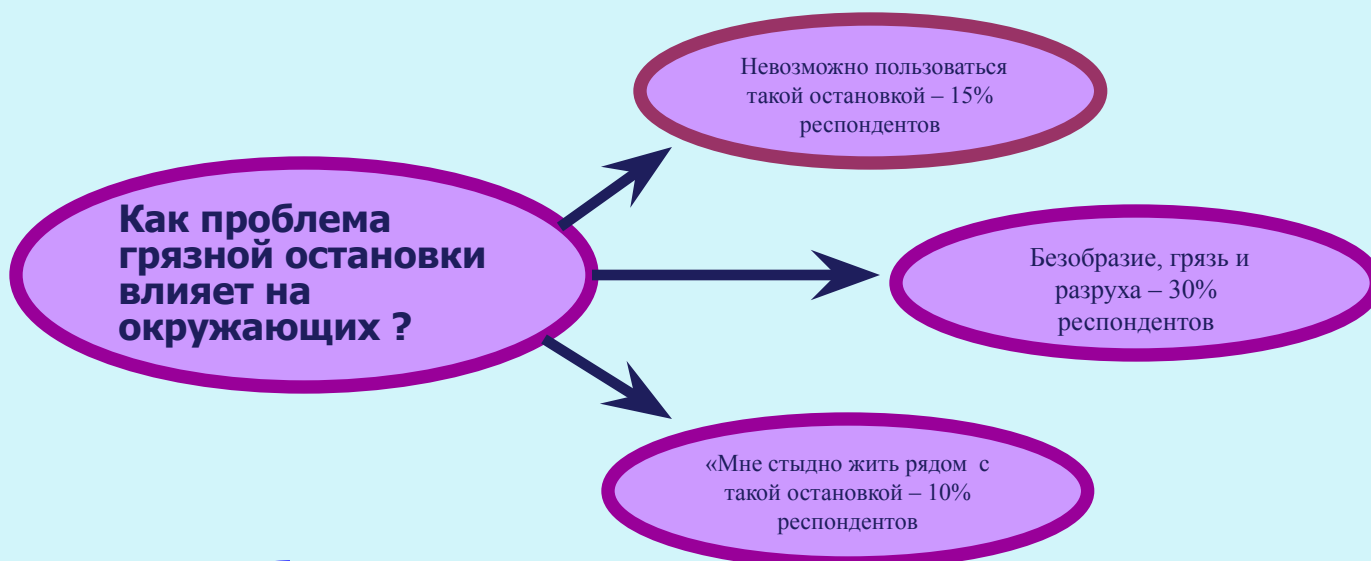 Как проблема
грязной остановки
влияет на
окружающих ?
Невозможно пользоваться
такой остановкой – 15%
респондентов
Безобразие, грязь и
разруха – 30%
респондентов
«Мне стыдно жить рядом с
такой остановкой – 10%
респондентов